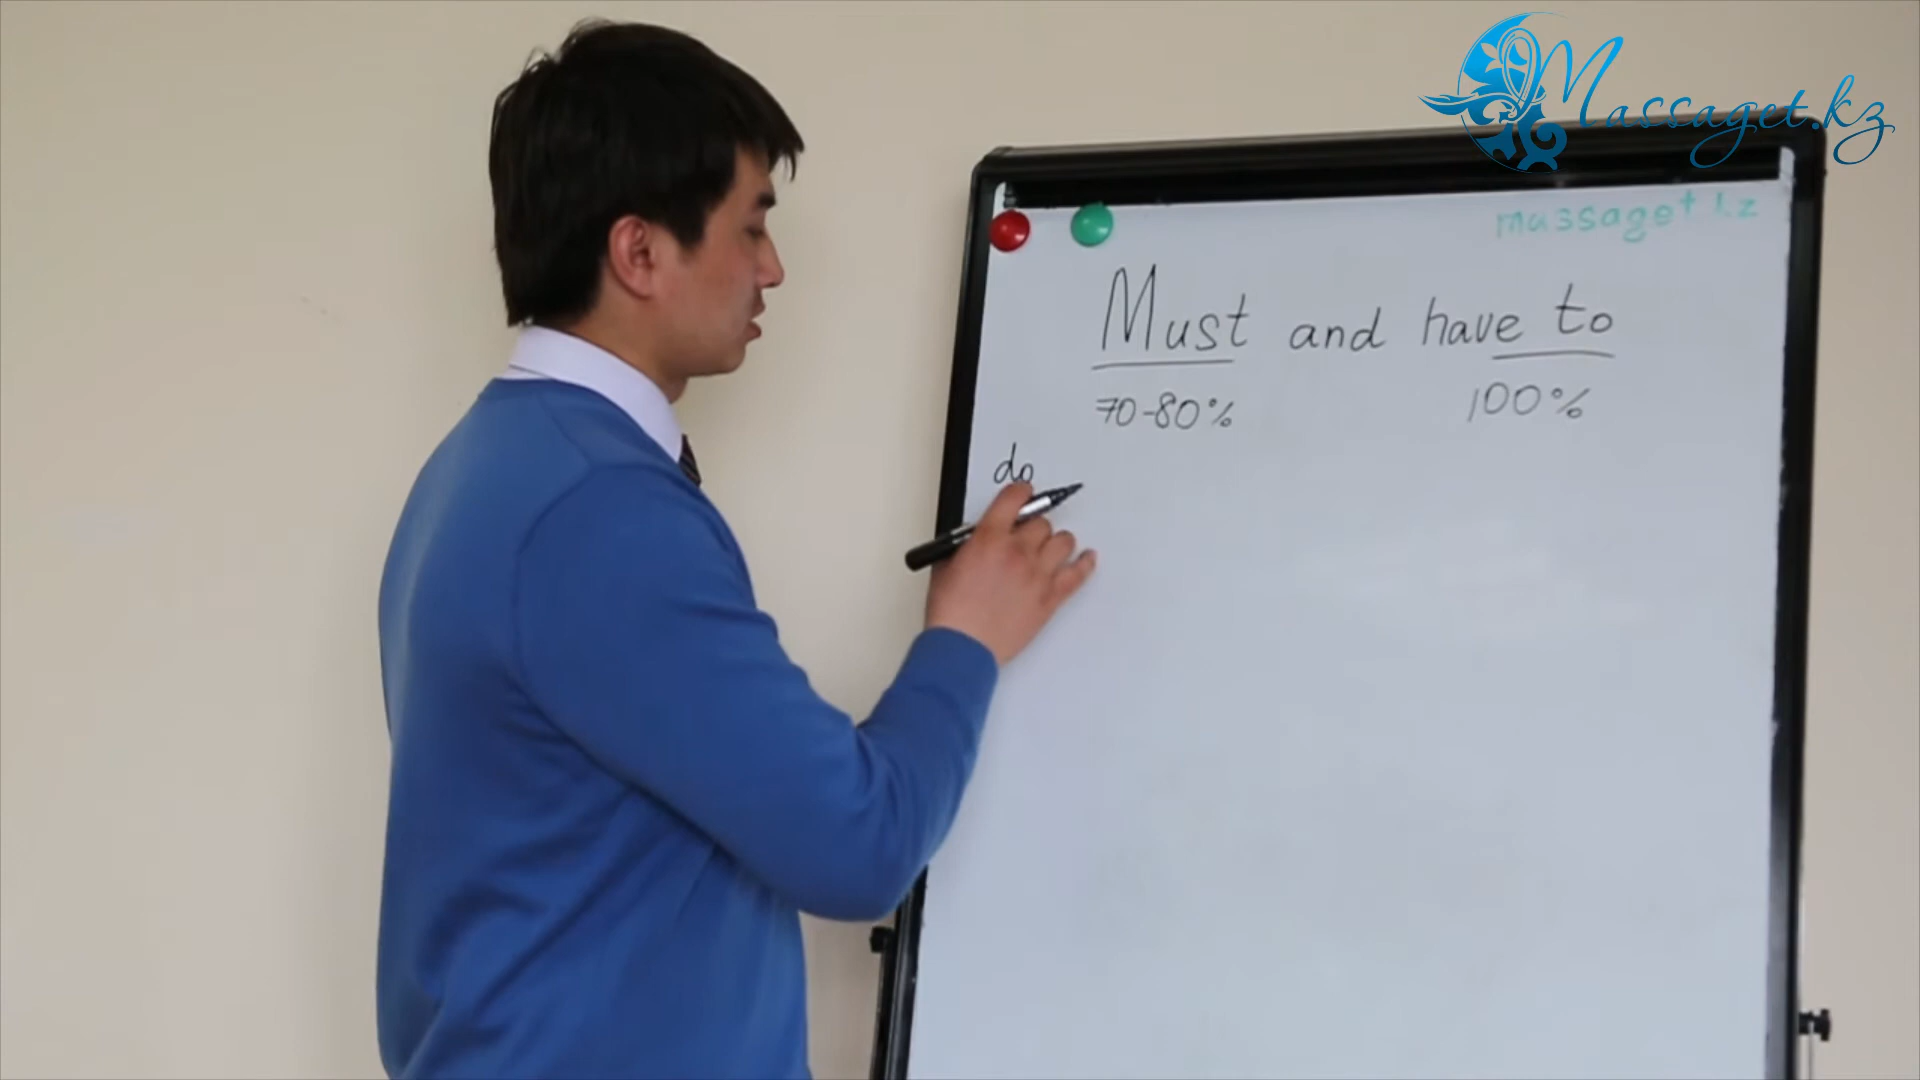 Massaget.kz
massaget kz
Must and have to
70-80% 100%
do